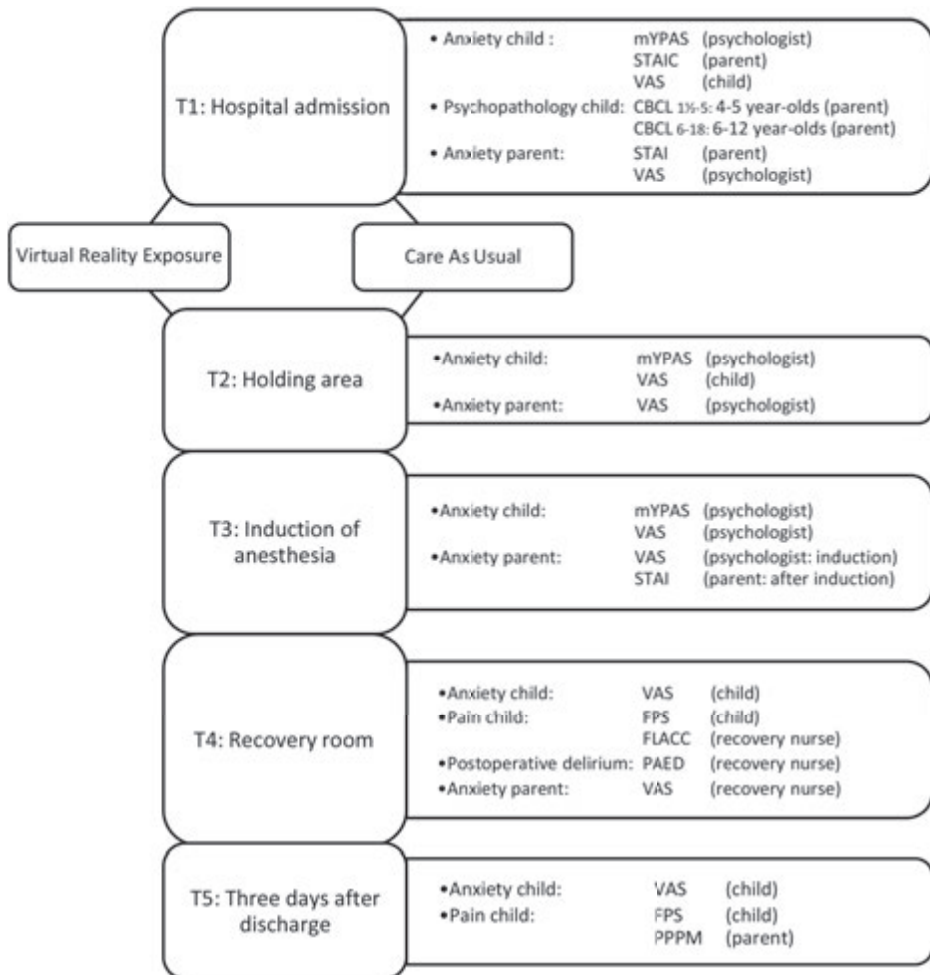 T1: Hospital admission
• Anxiety child : mYPAS (psychologist)
STAIC (parent)
VAS (child)
• Psychopathology child: CBCL 1½-5: 4-5 year-olds (parent)
CBCL 6-18: 6-12 year-olds (parent)
• Anxiety parent: STAI (parent)
VAS (psychologist)
Virtual Reality Exposure
Care As Usual
T2: Holding area
•Anxiety child: mYPAS (psychologist)
VAS (child)
•Anxiety parent: VAS (psychologist)
T3: Induction of
anesthesia
•Anxiety child: mYPAS (psychologist)
VAS (psychologist)
•Anxiety parent: VAS (psychologist: induction)
STAI (parent: after induction)
T4: Recovery room
•Anxiety child: VAS (child)
•Pain child: FPS (child)
FLACC (recovery nurse)
•Postoperative delirium: PAED (recovery nurse)
•Anxiety parent: VAS (recovery nurse)
T5: Three days after
discharge
•Anxiety child: VAS (child)
•Pain child: FPS (child)
PPPM (parent)